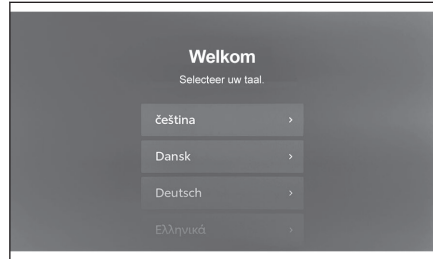 Welkom
Selecteer uw taal.
čeština
Dansk
Deutsch
Ελληνικά